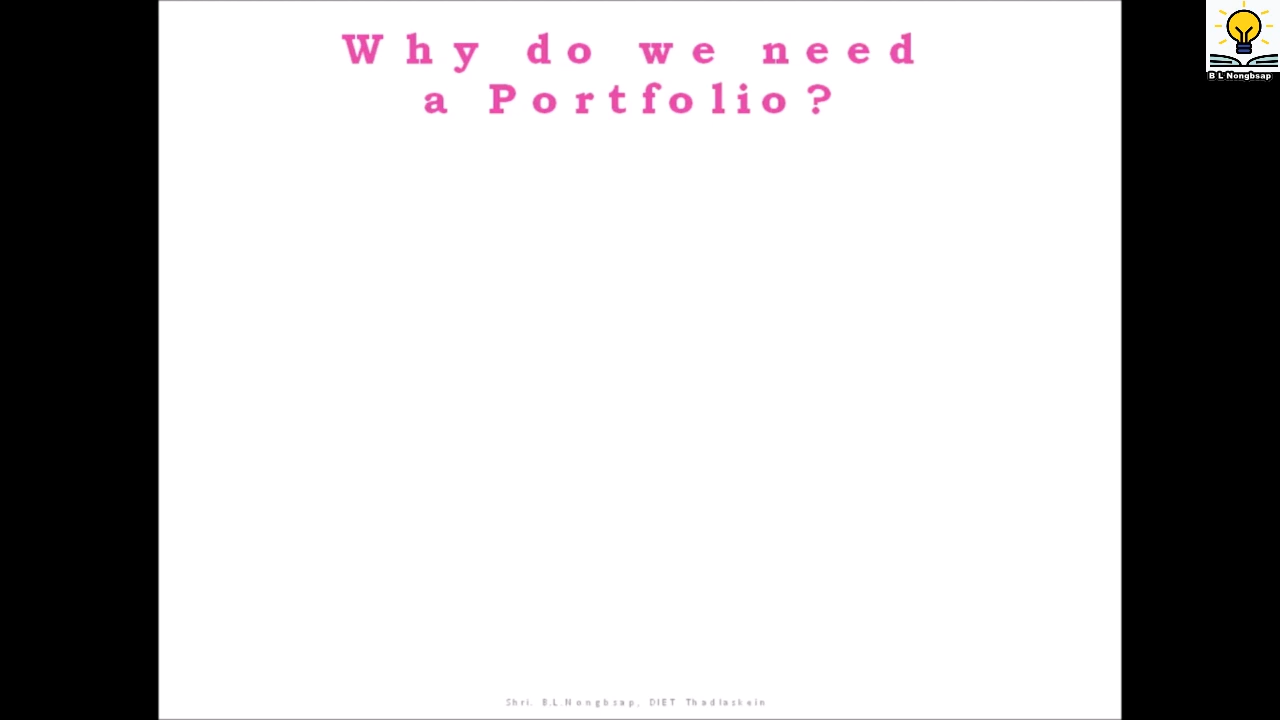 Why do we need
a Portfolio?
B L Nongbsap
Shri. B.L.Nongbsap, DIET Thadlaskein